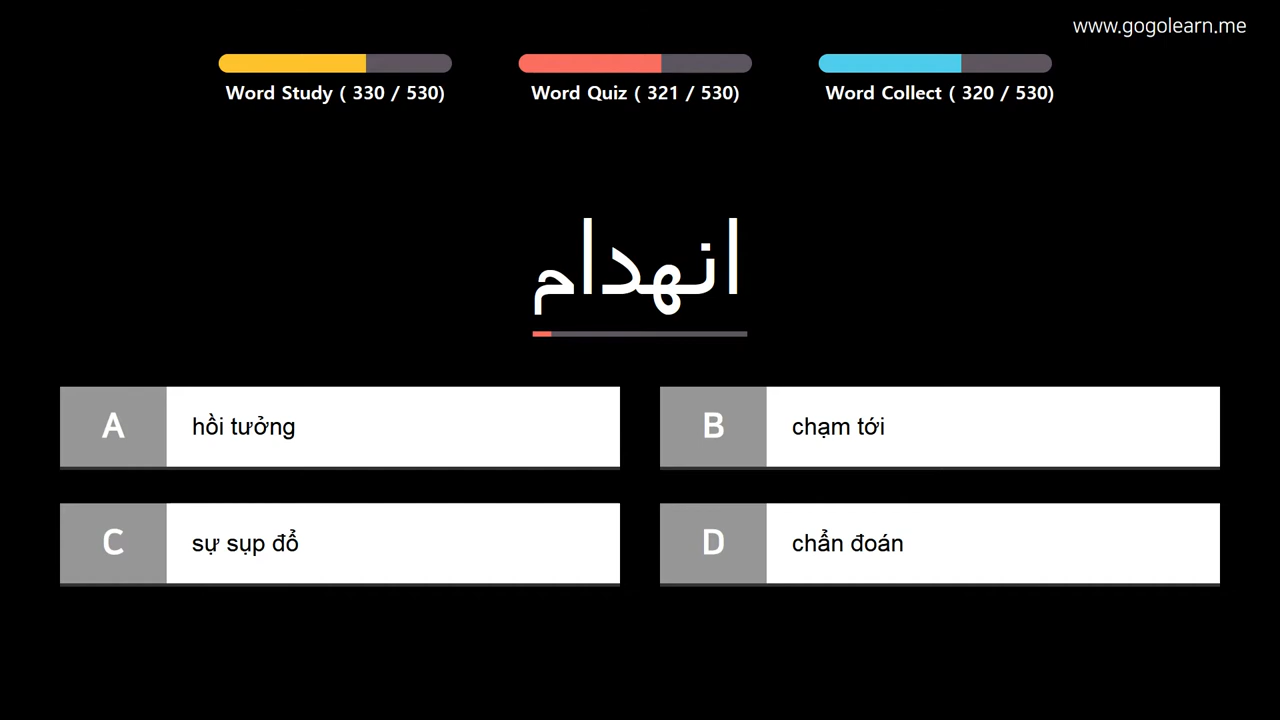 www.gogolearn.me
Word Study ( 330 / 530)
Word Quiz ( 321 / 530)
Word Collect ( 320 / 530)
انهدام
A
hồi tưởng
B
chạm tới
C
sự sụp đổ
D
chẩn đoán